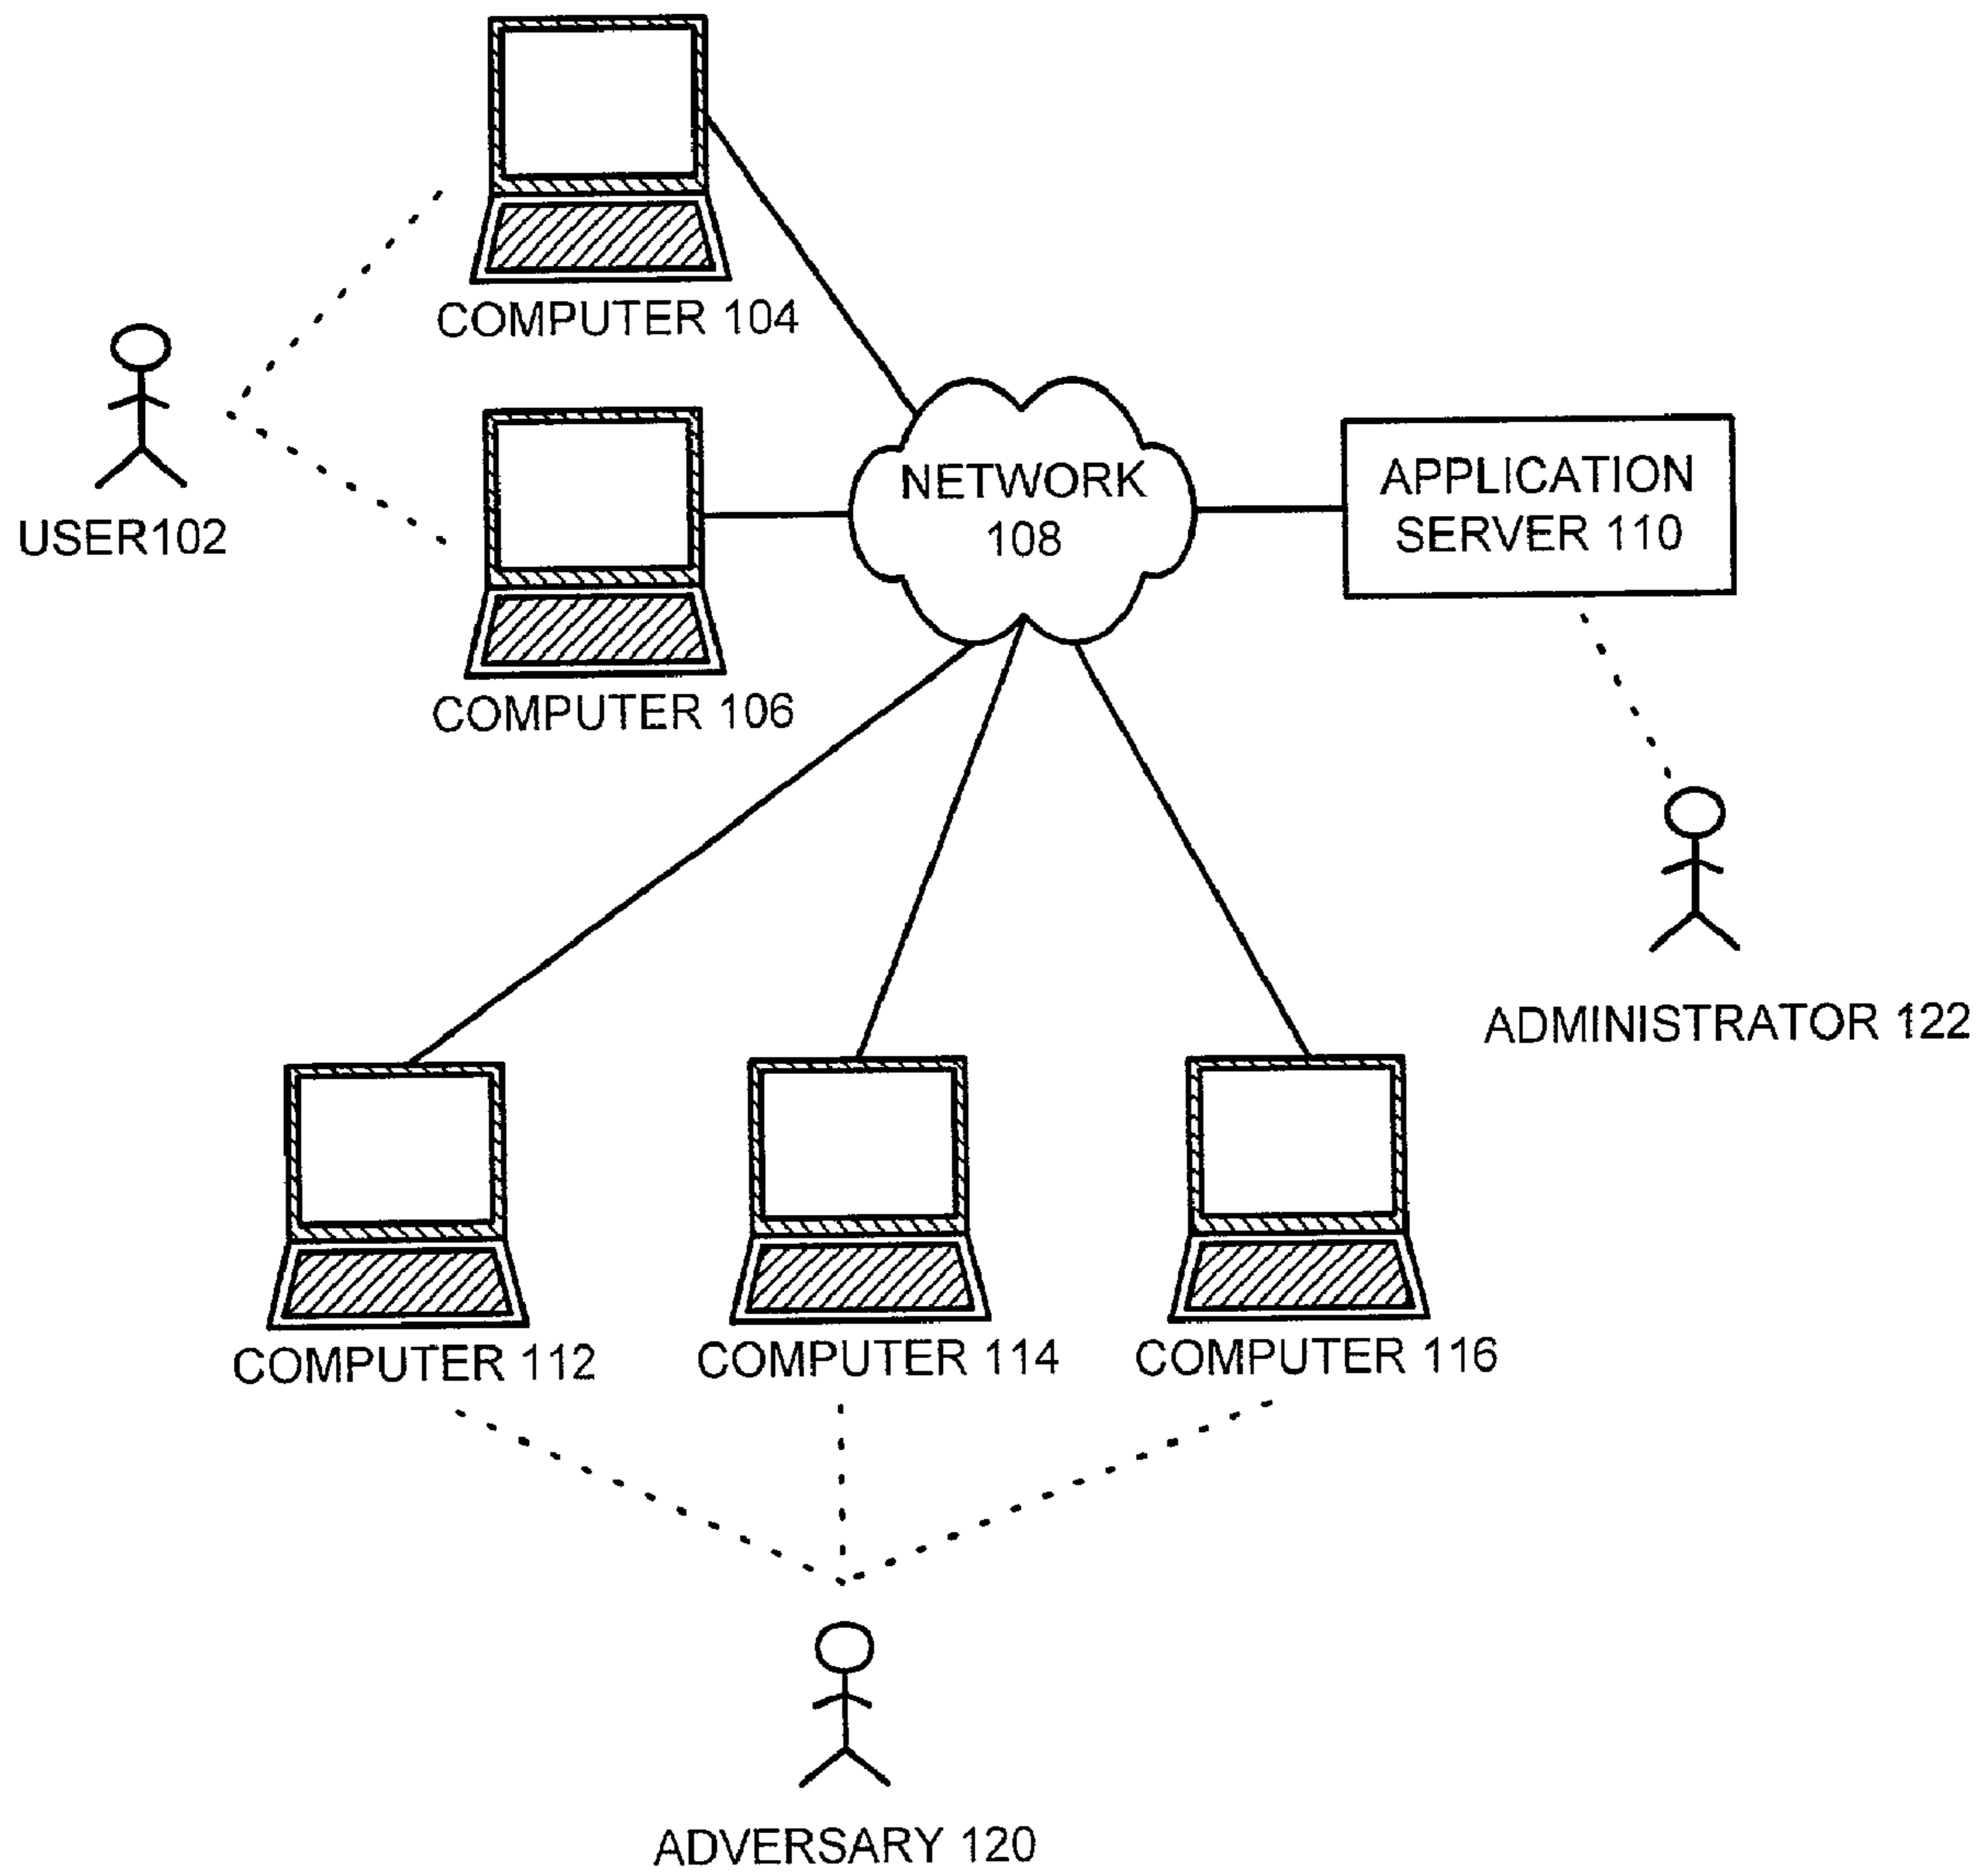 COMPUTER 104
USER102
NETWORK
108
APPLICATION
SERVER 110
COMPUTER 106
ADMINISTRATOR 122
COMPUTER 112
COMPUTER 114
COMPUTER 116
ADVERSARY 120